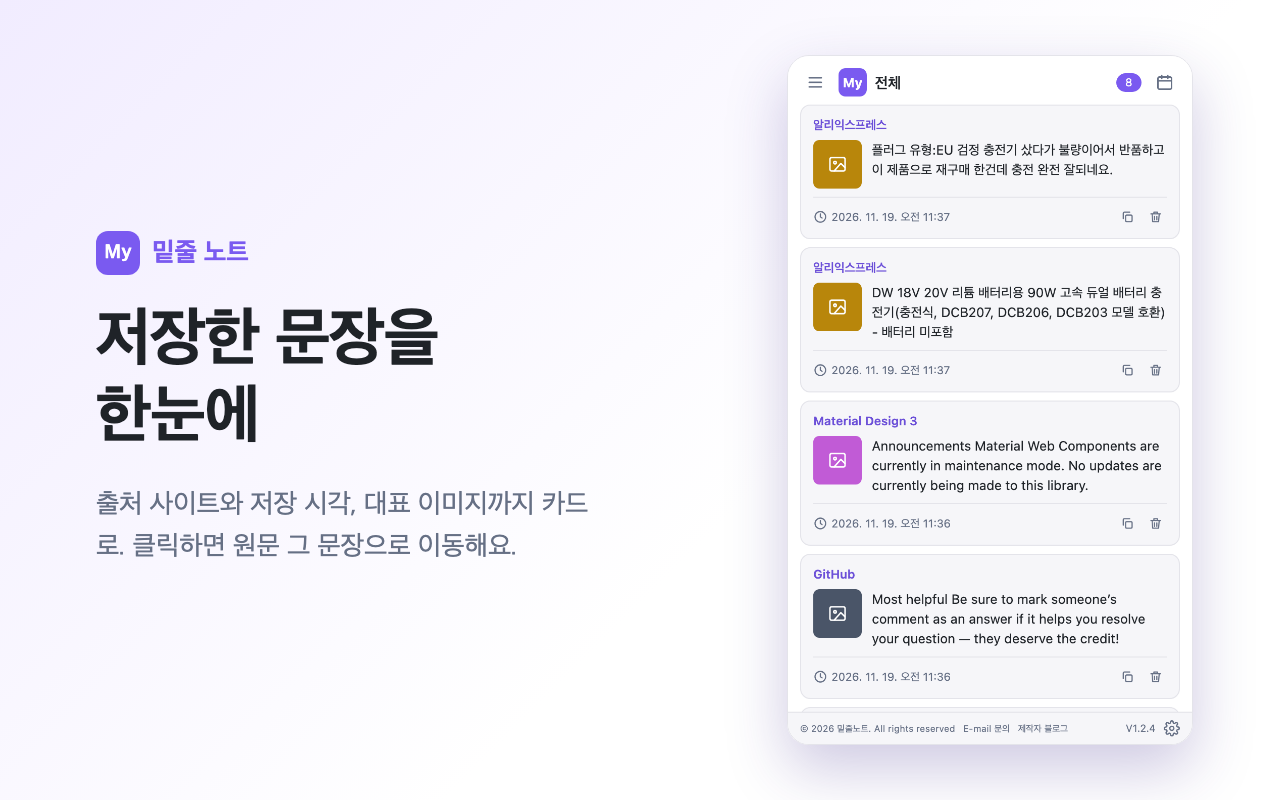 My 밑줄 노트
저장한 문장을
한눈에
출처 사이트와 저장 시각, 대표 이미지까지 카드
로. 클릭하면 원문 그 문장으로 이동해요.
My 전체 8
알리익스프레스
플러그 유형:EU 검정 충전기 샀다가 불량이어서 반품하고
이 제품으로 재구매 한건데 충전 완전 잘되네요.
2026. 11. 19. 오전 11:37
알리익스프레스
DW 18V 20V 리튬 배터리용 90W 고속 듀얼 배터리 충
전기(충전식, DCB207, DCB206, DCB203 모델 호환)
- 배터리 미포함
2026. 11. 19. 오전 11:37
Material Design 3
Announcements Material Web Components are
currently in maintenance mode. No updates are
currently being made to this library.
2026. 11. 19. 오전 11:36
GitHub
Most helpful Be sure to mark someone's
comment as an answer if it helps you resolve
your question — they deserve the credit!
2026. 11. 19. 오전 11:36
© 2026 밑줄노트. All rights reserved E-mail 문의 제작자 블로그 V1.2.4